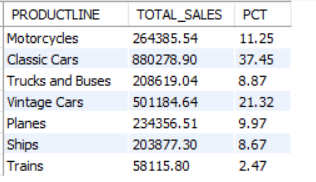 PRODUCTLINE TOTAL_SALES PCT
Motorcycles 264385.54 11.25
Classic Cars 880278.90 37.45
Trucks and Buses 208619.04 8.87
Vintage Cars 501184.64 21.32
Planes 234356.51 9.97
Ships 203877.30 8.67
Trains 58115.80 2.47